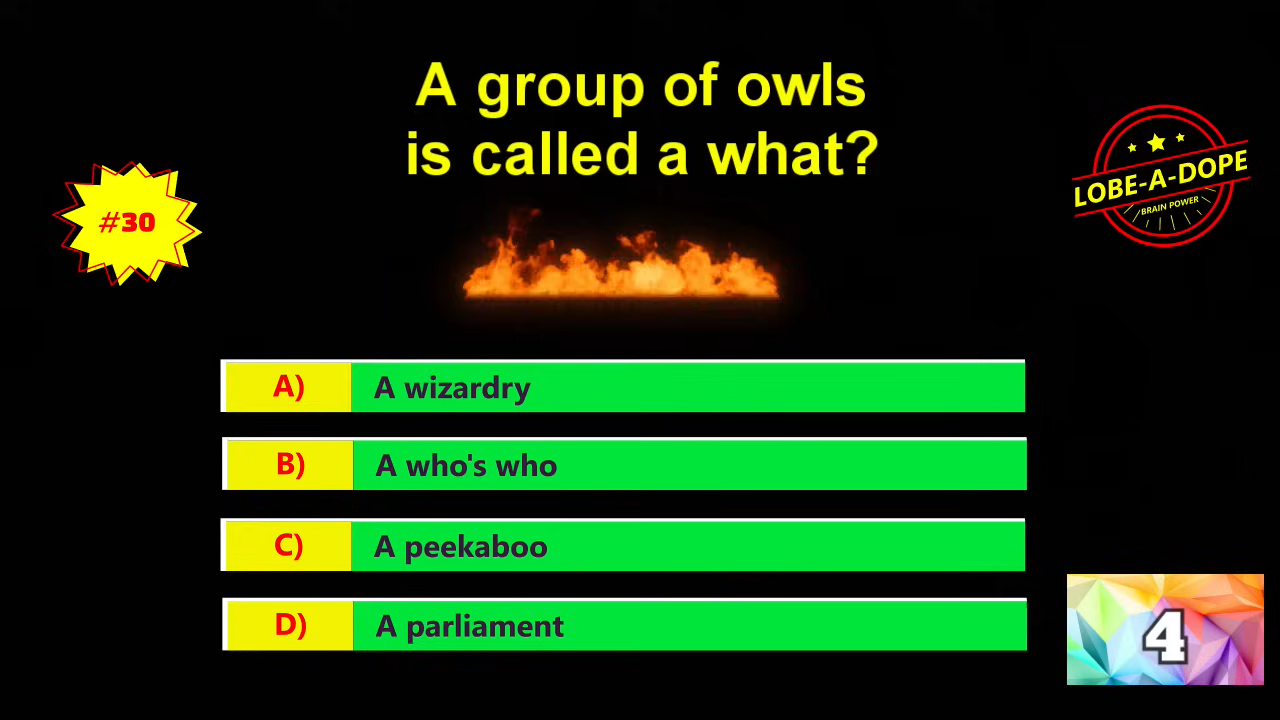 A group of owls
is called a what?
#30
LOBE-A-DOPE
BRAIN POWER
A) A wizardry
B) A who's who
C) A peekaboo
D) A parliament
4